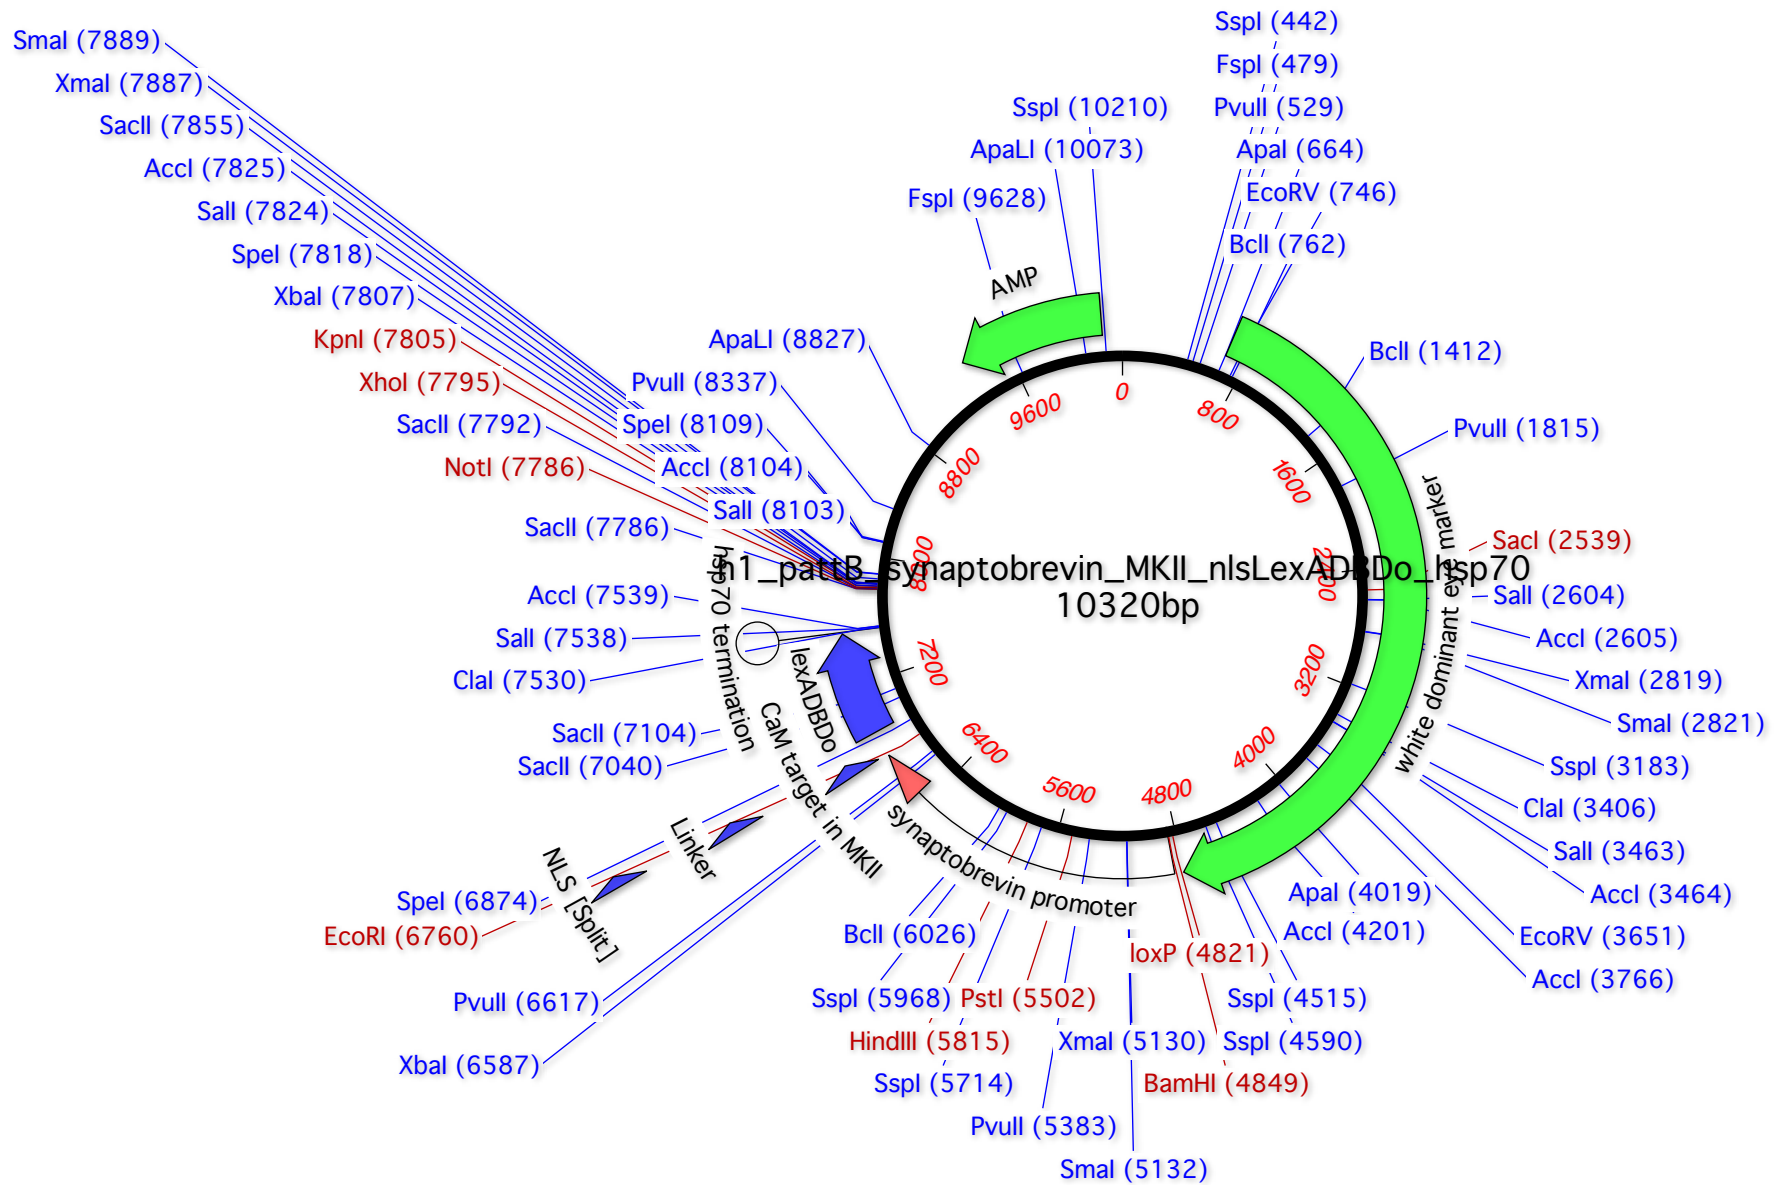 SmaI (7889)
XmaI (7887)
SacII (7855)
AccI (7825)
SalI (7824)
SpeI (7818)
XbaI (7807)
KpnI (7805)
XhoI (7795)
SacII (7792)
NotI (7786)
SacII (7786)
AccI (7539)
SalI (7538)
ClaI (7530)
SacII (7104)
SacII (7040)
SpeI (6874)
EcoRI (6760)
PvuII (6617)
XbaI (6587)
ApaLI (8827)
PvuII (8337)
SpeI (8109)
AccI (8104)
SalI (8103)
SspI (10210)
ApaLI (10073)
FspI (9628)
AMP
SspI (442)
FspI (479)
PvuII (529)
ApaI (664)
EcoRV (746)
BclI (762)
BclI (1412)
PvuII (1815)
SacI (2539)
SalI (2604)
AccI (2605)
XmaI (2819)
SmaI (2821)
SspI (3183)
ClaI (3406)
SalI (3463)
AccI (3464)
EcoRV (3651)
AccI (3766)
ApaI (4019)
AccI (4201)
SspI (4515)
SspI (4590)
loxP (4821)
BamHI (4849)
XmaI (5130)
SmaI (5132)
PvuII (5383)
PstI (5502)
SspI (5714)
HindIII (5815)
SspI (5968)
BclI (6026)
white dominant eye marker
synaptobrevin promoter
CaM target in MKII
Linker
NLS [Split]
lexADBDo
hsp70 termination
0
800
1600
2400
3200
4000
4800
5600
6400
7200
8000
8800
9600
h1_pattB_synaptobrevin_MKII_nlsLexADBDo_hsp70
10320bp